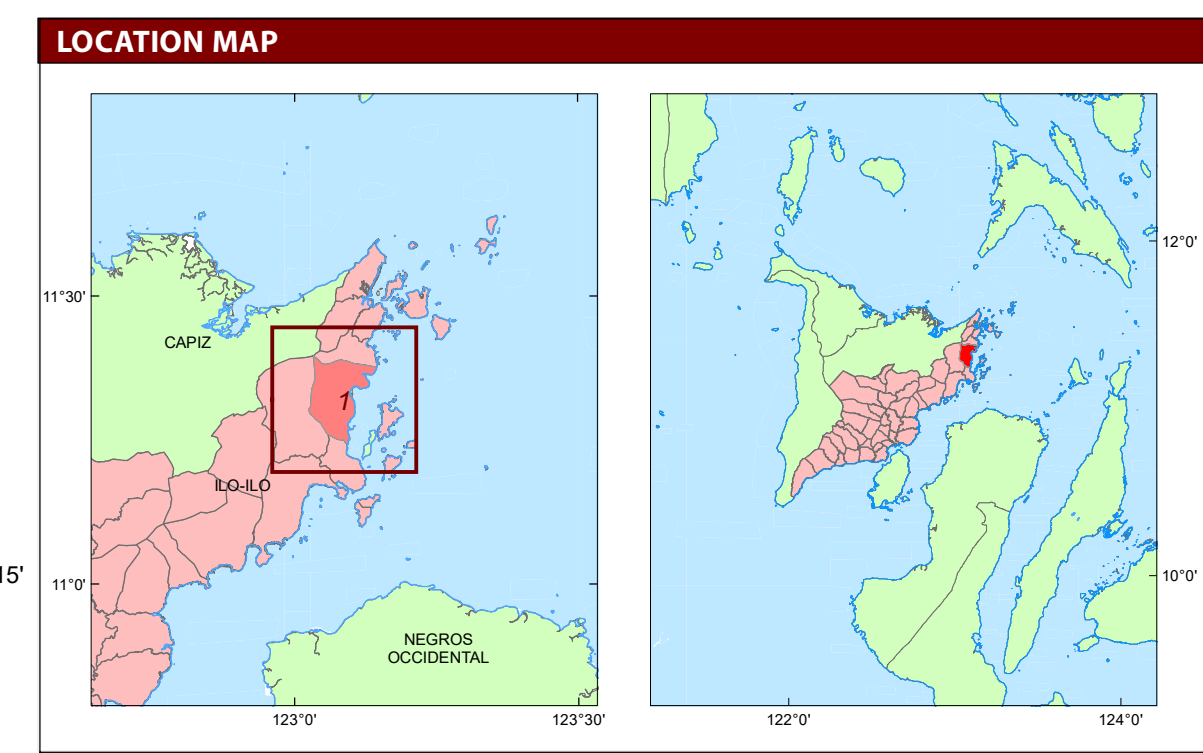 LOCATION MAP
11°30'
CAPIZ
1
ILO-ILO
11°0'
NEGROS
OCCIDENTAL
123°0'
123°30'
12°0'
10°0'
122°0'
124°0'
15'